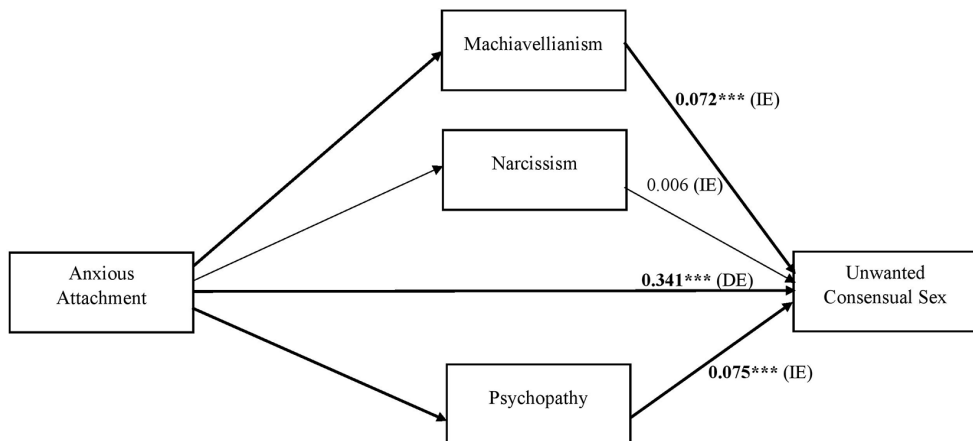 Machiavellianism
0.072*** (IE)
Narcissism
0.006 (IE)
Anxious
Attachment
0.341*** (DE)
Unwanted
Consensual Sex
0.075*** (IE)
Psychopathy